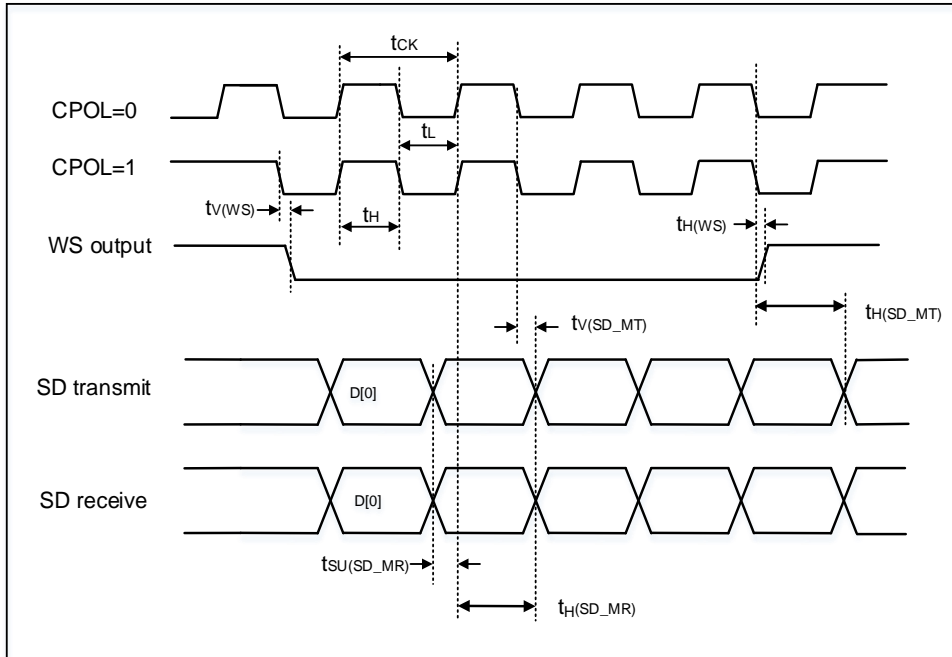 tCK
CPOL=0
tL
CPOL=1
tV(WS)
tH
tH(WS)
WS output
tV(SD_MT)
tH(SD_MT)
SD transmit
D[0]
SD receive
D[0]
tSU(SD_MR)
tH(SD_MR)